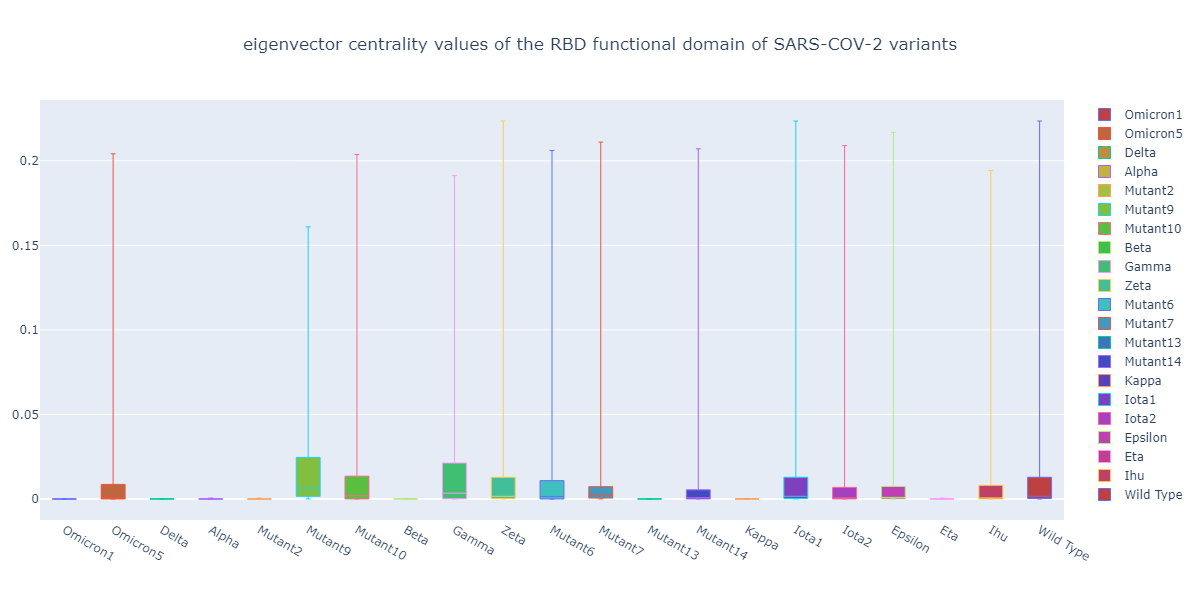 eigenvector centrality values of the RBD functional domain of SARS-COV-2 variants
0.2
0.15
0.1
0.05
0
Omicron1
Omicron5
Delta
Alpha
Mutant2
Mutant9
Mutant10
Beta
Gamma
Zeta
Mutant6
Mutant7
Mutant13
Mutant14
Kappa
Iota1
Iota2
Epsilon
Eta
Ihu
Wild Type
Omicron1
Omicron5
Delta
Alpha
Mutant2
Mutant9
Mutant10
Beta
Gamma
Zeta
Mutant6
Mutant7
Mutant13
Mutant14
Kappa
Iota1
Iota2
Epsilon
Eta
Ihu
Wild Type